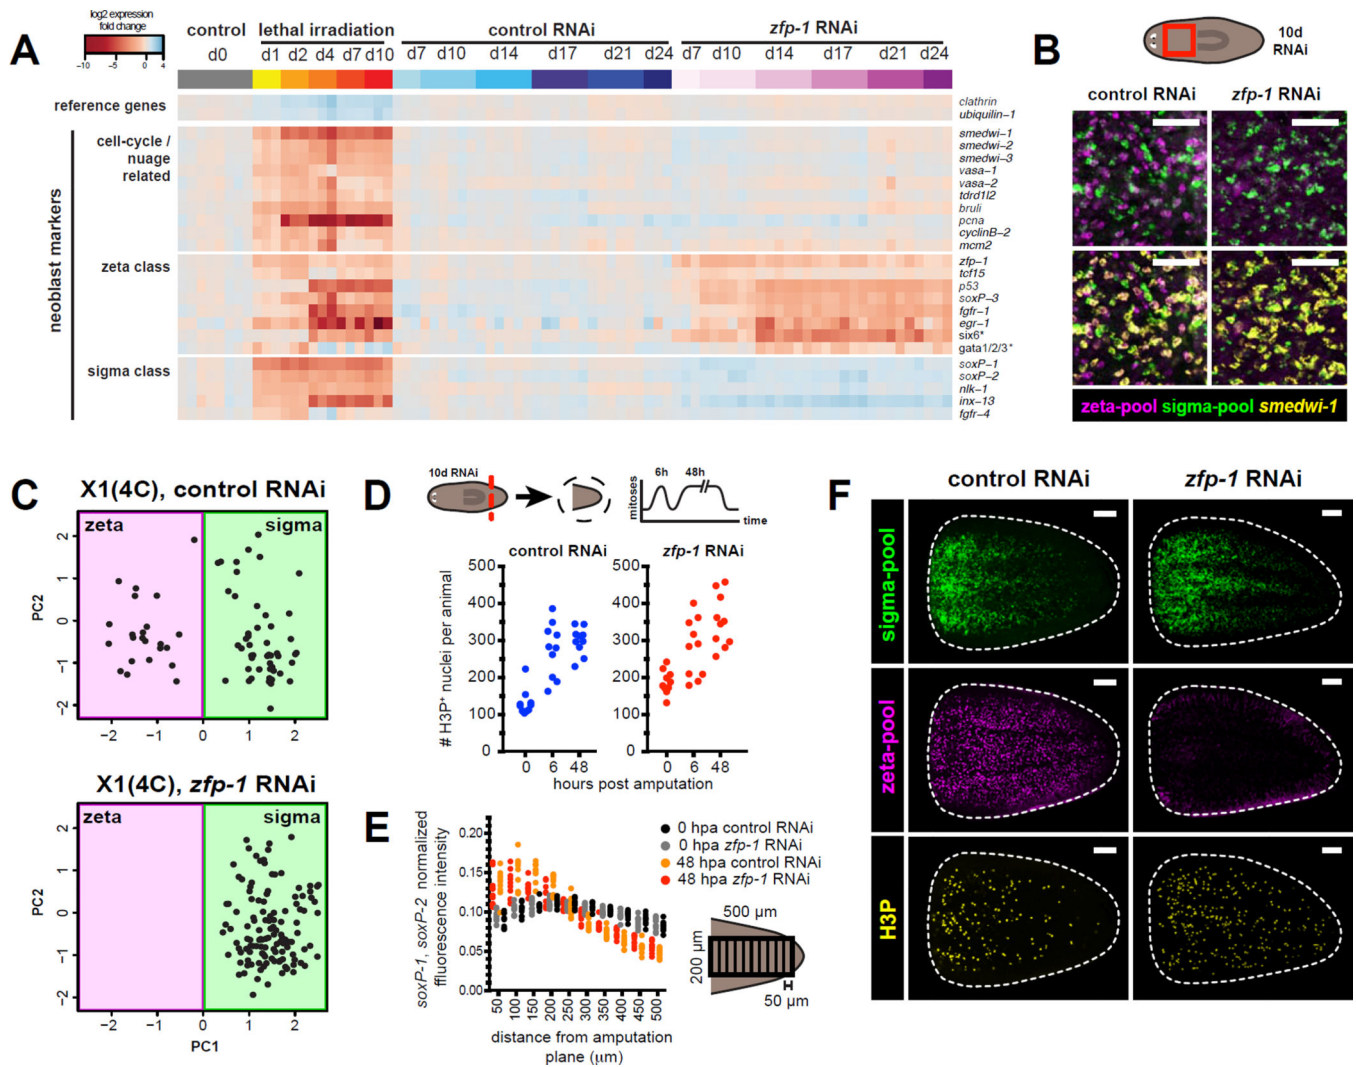 A
log2 expression
fold change
−10 −5 0 4
control
lethal irradiation
control RNAi
zfp-1 RNAi
d0
d1 d2 d4 d7 d10
d7 d10 d14 d17 d21 d24
d7 d10 d14 d17 d21 d24
reference genes
clathrin
ubiquilin−1
neoblast markers
cell-cycle /
nuage
related
smedwi−1
smedwi−2
smedwi−3
vasa−1
vasa−2
tdrd1l2
bruli
pcna
cyclinB−2
mcm2
zeta class
zfp−1
tcf15
p53
soxP−3
fgfr−1
egr−1
six6*
gata1/2/3*
sigma class
soxP−1
soxP−2
nlk−1
inx−13
fgfr−4
B
10d
RNAi
control RNAi
zfp-1 RNAi
zeta-pool sigma-pool smedwi-1
C
X1(4C), control RNAi
zeta
sigma
PC2
2
1
0
−1
−2
−2 −1 0 1 2
X1(4C), zfp-1 RNAi
zeta
sigma
PC2
2
1
0
−1
−2
−2 −1 0 1 2
PC1
D
10d RNAi
6h 48h
mitoses
time
control RNAi
zfp-1 RNAi
# H3P+ nuclei per animal
500
400
300
200
100
0
500
400
300
200
100
0
0 6 48
0 6 48
hours post amputation
E
soxP-1, soxP-2 normalized
fluorescence intensity
0.20
0.15
0.10
0.05
0.00
0 hpa control RNAi
0 hpa zfp-1 RNAi
48 hpa control RNAi
48 hpa zfp-1 RNAi
50 100 150 200 250 300 350 400 450 500
distance from amputation
plane (μm)
500 μm
200 μm
50 μm
F
control RNAi
zfp-1 RNAi
sigma-pool
zeta-pool
H3P